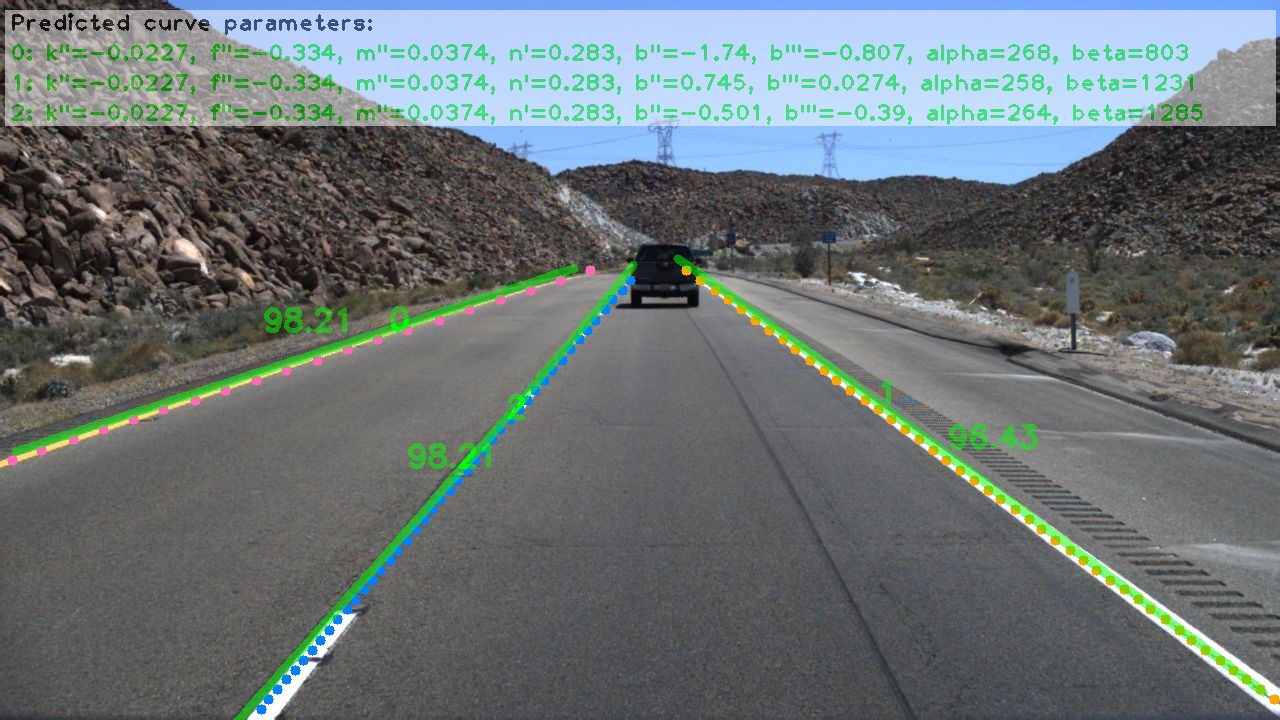 Predicted curve parameters:
0: k''=-0.0227, f''=-0.334, m''=0.0374, n'=0.283, b''=-1.74, b'''=-0.807, alpha=268, beta=803
1: k''=-0.0227, f''=-0.334, m''=0.0374, n'=0.283, b''=0.745, b'''=0.0274, alpha=258, beta=1231
2: k''=-0.0227, f''=-0.334, m''=0.0374, n'=0.283, b''=-0.501, b'''=-0.39, alpha=264, beta=1285
98.21 0
1
2
96.43
98.21